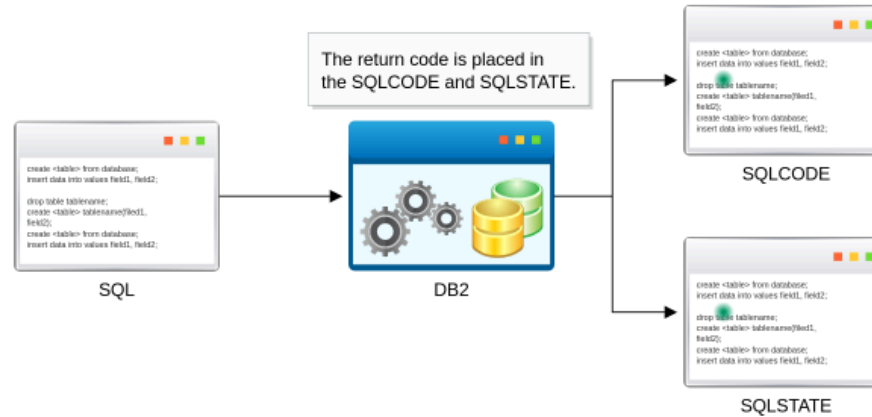 The return code is placed in
the SQLCODE and SQLSTATE.
create <table> from database;
insert data into values field1, field2;
drop table tablename;
create <table> tablename(filed1,
field2);
create <table> from database;
insert data into values field1, field2;
SQL
DB2
create <table> from database;
insert data into values field1, field2;
drop table tablename;
create <table> tablename(filed1,
field2);
create <table> from database;
insert data into values field1, field2;
SQLCODE
create <table> from database;
insert data into values field1, field2;
drop table tablename;
create <table> tablename(filed1,
field2);
create <table> from database;
insert data into values field1, field2;
SQLSTATE